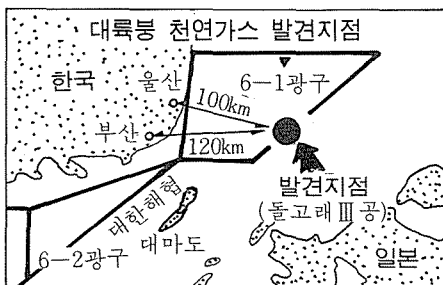 대륙붕 천연가스 발견지점
한국
울산
6-1광구
100km
부산
120km
발견지점
(돌고래Ⅲ공)
대한해협
대마도
6-2광구
일본